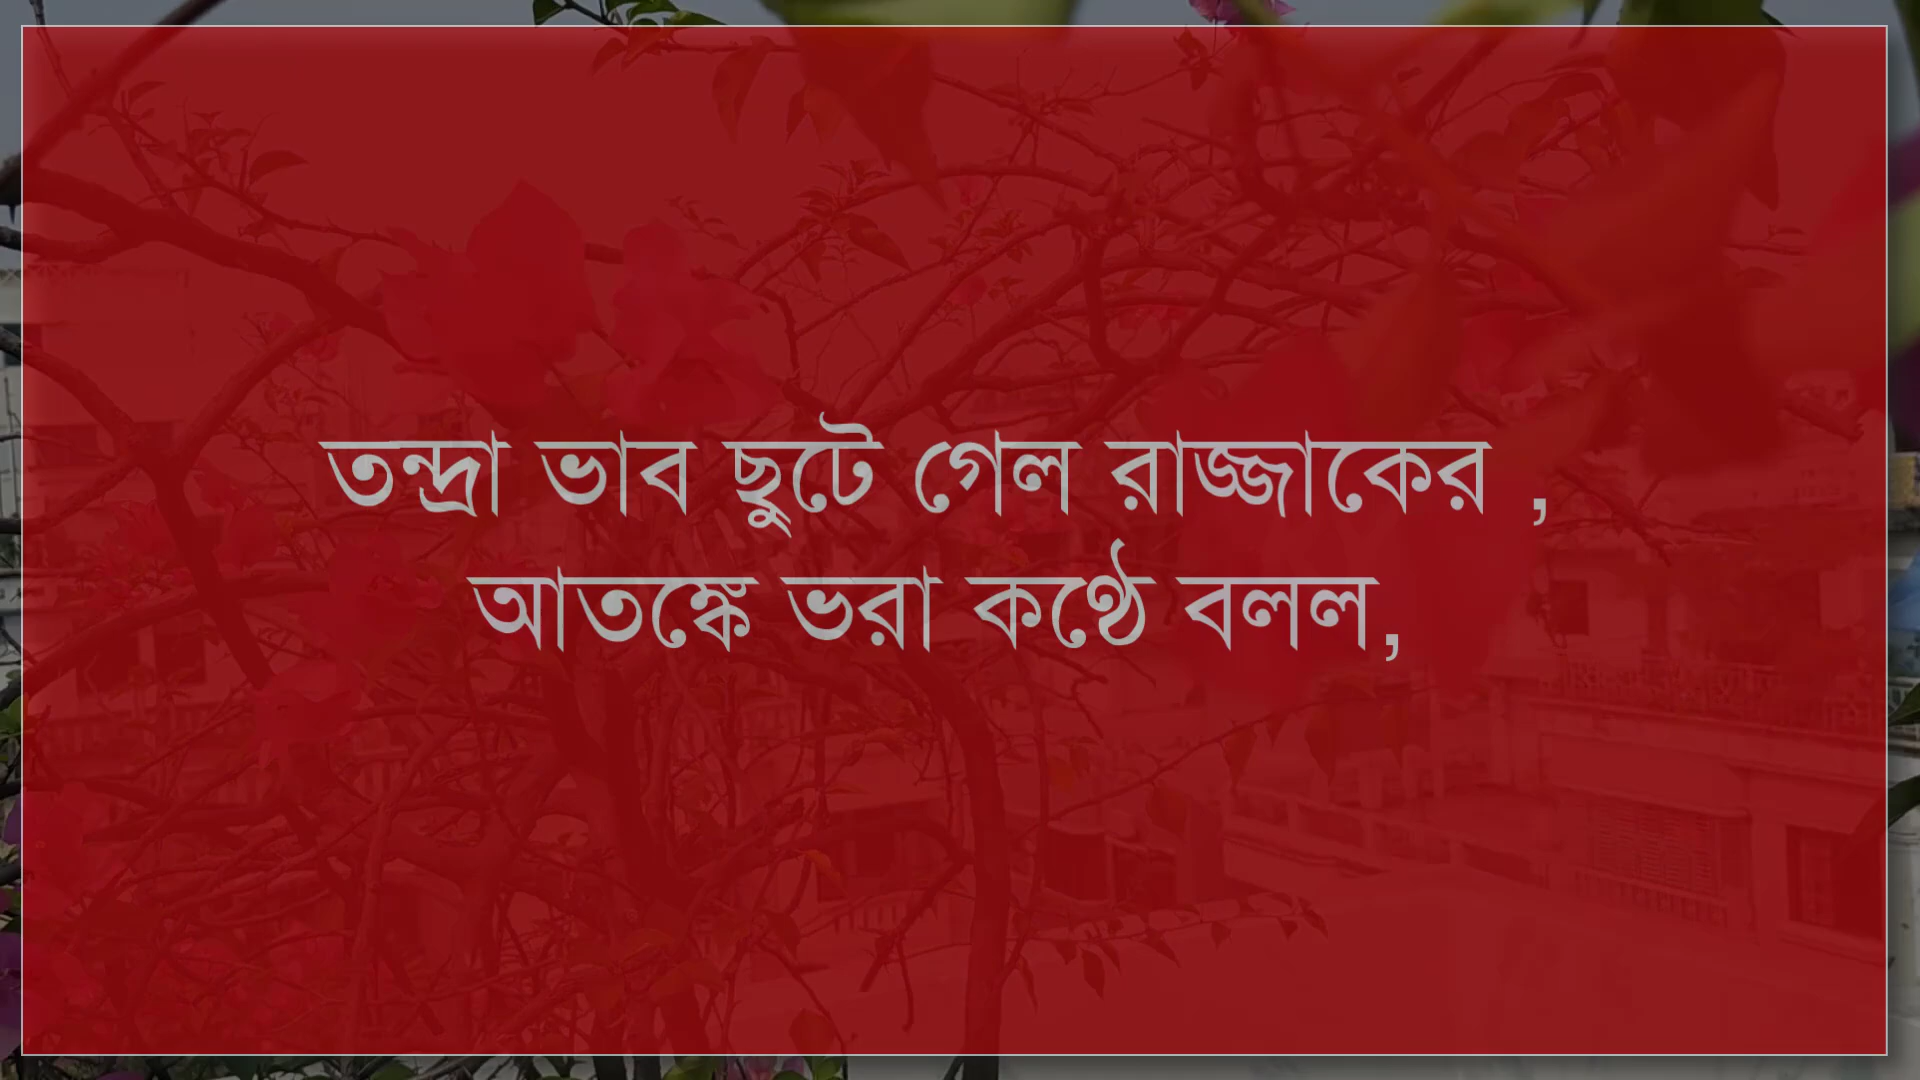 তন্দ্রা ভাব ছুটে গেল রাজ্জাকের ,
আতঙ্কে ভরা কণ্ঠে বলল,